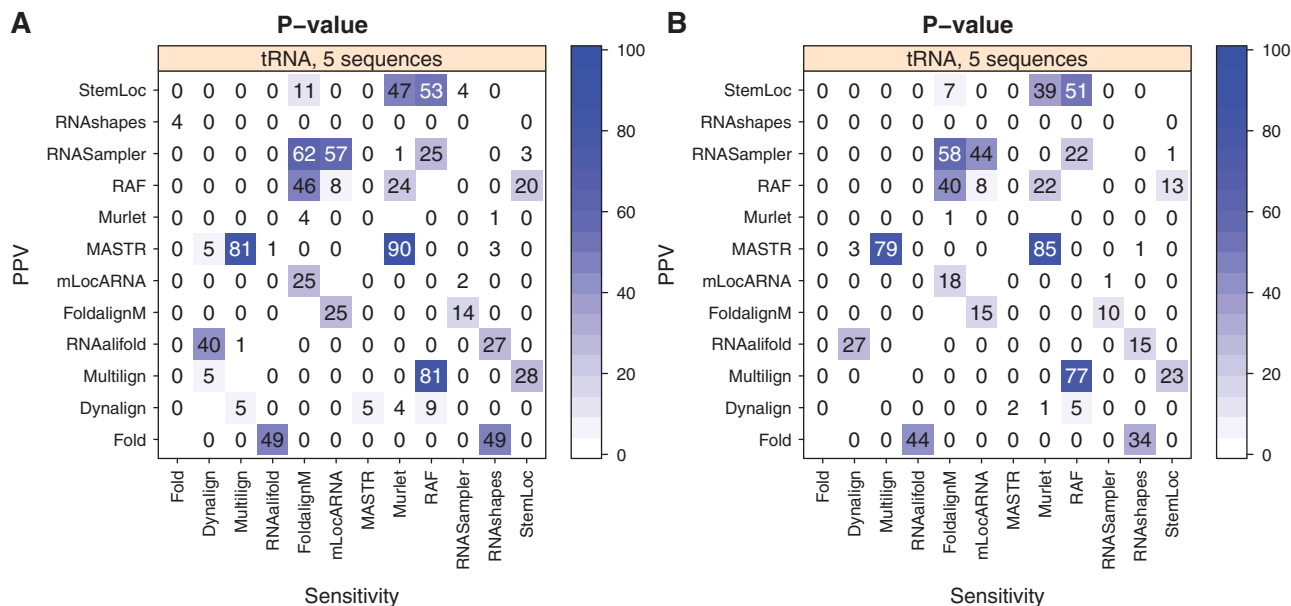 A
P-value
tRNA, 5 sequences
PPV
StemLoc 0 0 0 0 11 0 0 47 53 4 0
RNAshapes 4 0 0 0 0 0 0 0 0 0 0
RNASampler 0 0 0 0 62 57 0 1 25 0 3
RAF 0 0 0 0 46 8 0 24 0 0 20
Murlet 0 0 0 0 4 0 0 0 0 1 0
MASTR 0 5 81 1 0 0 90 0 0 3 0
mLocARNA 0 0 0 0 25 0 0 0 2 0 0
FoldalignM 0 0 0 0 25 0 0 0 14 0 0
RNAalifold 0 40 1 0 0 0 0 0 0 27 0
Multilign 0 5 0 0 0 0 0 81 0 0 28
Dynalign 0 5 0 0 0 5 4 9 0 0 0
Fold 0 0 49 0 0 0 0 0 0 49 0
Fold
Dynalign
Multilign
RNAalifold
FoldalignM
mLocARNA
MASTR
Murlet
RAF
RNASampler
RNAshapes
StemLoc
Sensitivity
100
80
60
40
20
0
B
P-value
tRNA, 5 sequences
PPV
StemLoc 0 0 0 0 7 0 0 39 51 0 0
RNAshapes 0 0 0 0 0 0 0 0 0 0 0
RNASampler 0 0 0 0 58 44 0 0 22 0 1
RAF 0 0 0 0 40 8 0 22 0 0 13
Murlet 0 0 0 0 1 0 0 0 0 0 0
MASTR 0 3 79 0 0 0 85 0 0 1 0
mLocARNA 0 0 0 0 18 0 0 0 1 0 0
FoldalignM 0 0 0 0 15 0 0 0 10 0 0
RNAalifold 0 27 0 0 0 0 0 0 0 15 0
Multilign 0 0 0 0 0 0 0 77 0 0 23
Dynalign 0 0 0 0 0 2 1 5 0 0 0
Fold 0 0 44 0 0 0 0 0 0 34 0
Fold
Dynalign
Multilign
RNAalifold
FoldalignM
mLocARNA
MASTR
Murlet
RAF
RNASampler
RNAshapes
StemLoc
Sensitivity
100
80
60
40
20
0